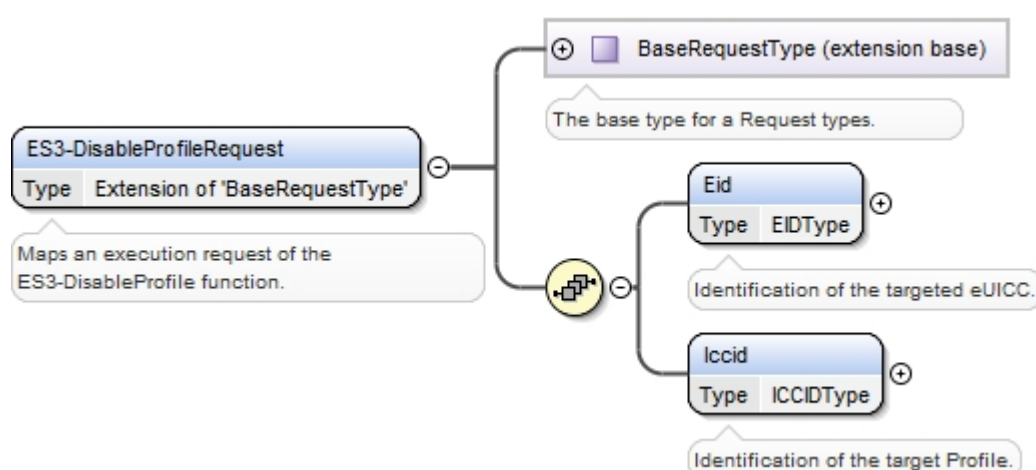 BaseRequestType (extension base)
The base type for a Request types.
ES3-DisableProfileRequest
Type Extension of 'BaseRequestType'
Maps an execution request of the
ES3-DisableProfile function.
Eid
Type EIDType
Identification of the targeted eUICC.
Iccid
Type ICCIDType
Identification of the target Profile.